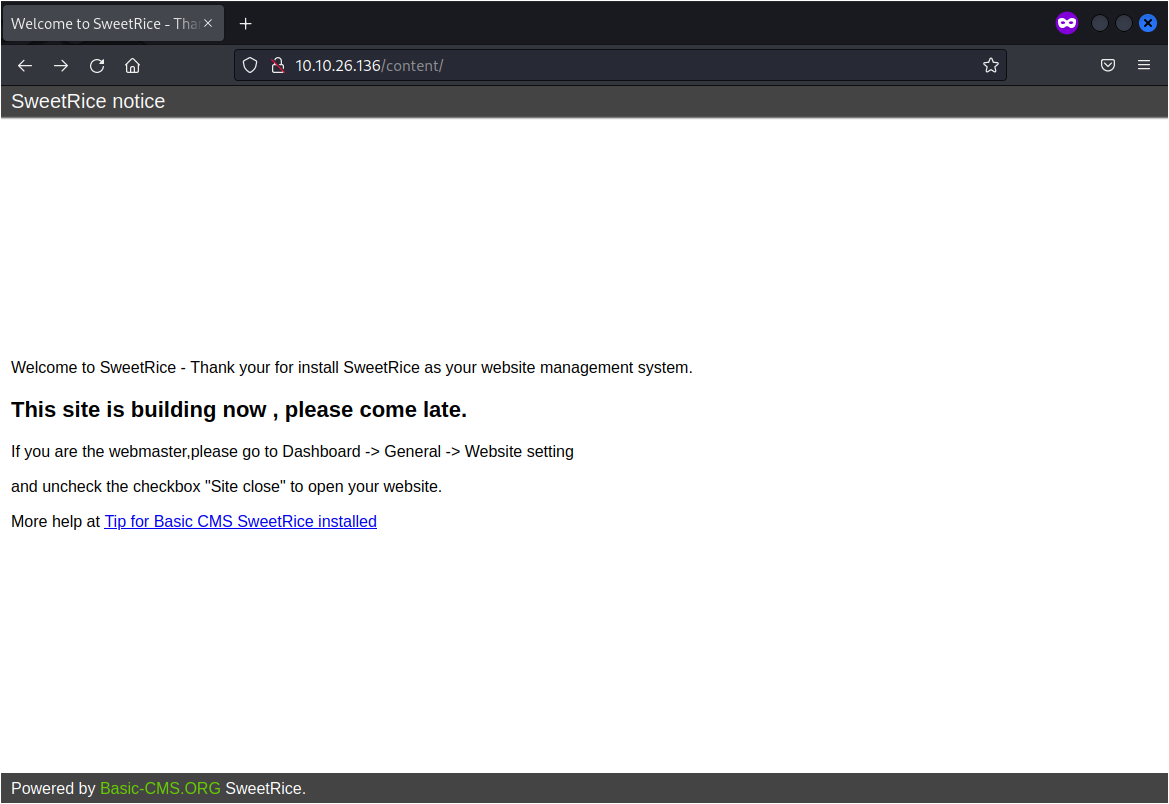 Welcome to SweetRice - Tha
10.10.26.136/content/
SweetRice notice
Welcome to SweetRice - Thank your for install SweetRice as your website management system.
This site is building now , please come late.
If you are the webmaster,please go to Dashboard -> General -> Website setting
and uncheck the checkbox "Site close" to open your website.
More help at Tip for Basic CMS SweetRice installed
Powered by Basic-CMS.ORG SweetRice.